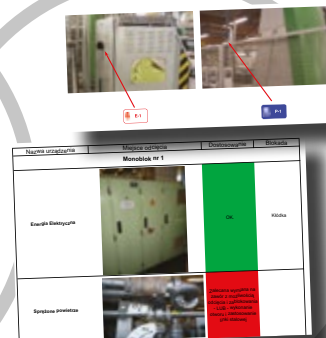 E-1
P-1
Nazwa urządzenia
Miejsce odcięcia
Dostosowanie
Blokada
Monoblok nr 1
Energia Elektryczna
OK
Kłódka
Sprężone powietrze